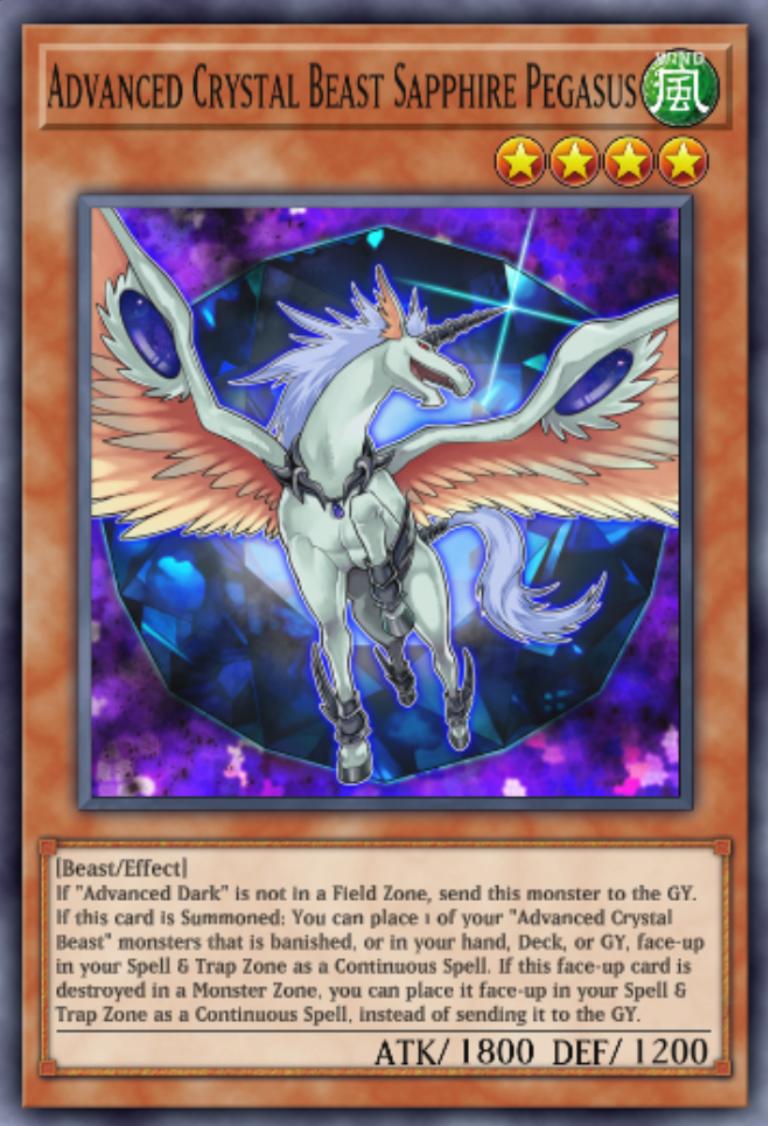 ADVANCED CRYSTAL BEAST SAPPHIRE PEGASUS
WIND
風
[Beast/Effect]
If "Advanced Dark" is not in a Field Zone, send this monster to the GY.
If this card is Summoned: You can place 1 of your "Advanced Crystal
Beast" monsters that is banished, or in your hand, Deck, or GY, face-up
in your Spell & Trap Zone as a Continuous Spell. If this face-up card is
destroyed in a Monster Zone, you can place it face-up in your Spell &
Trap Zone as a Continuous Spell, instead of sending it to the GY.
ATK/ 1800 DEF/ 1200